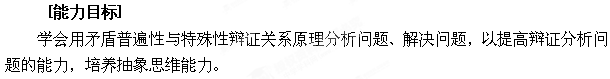 [能力目标]
学会用矛盾普遍性与特殊性辩证关系原理分析问题、解决问题，以提高辩证分析问
题的能力，培养抽象思维能力。